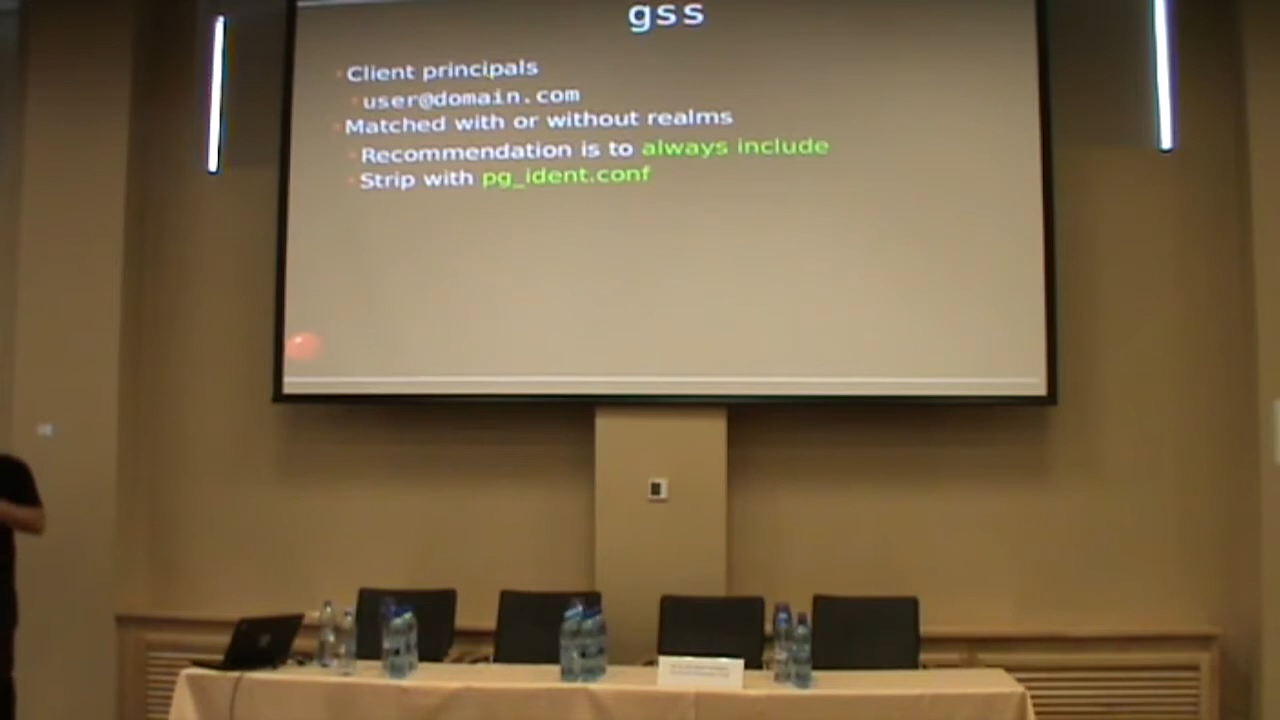 gss
Client principals
user@domain.com
Matched with or without realms
Recommendation is to always include
Strip with pg_ident.conf